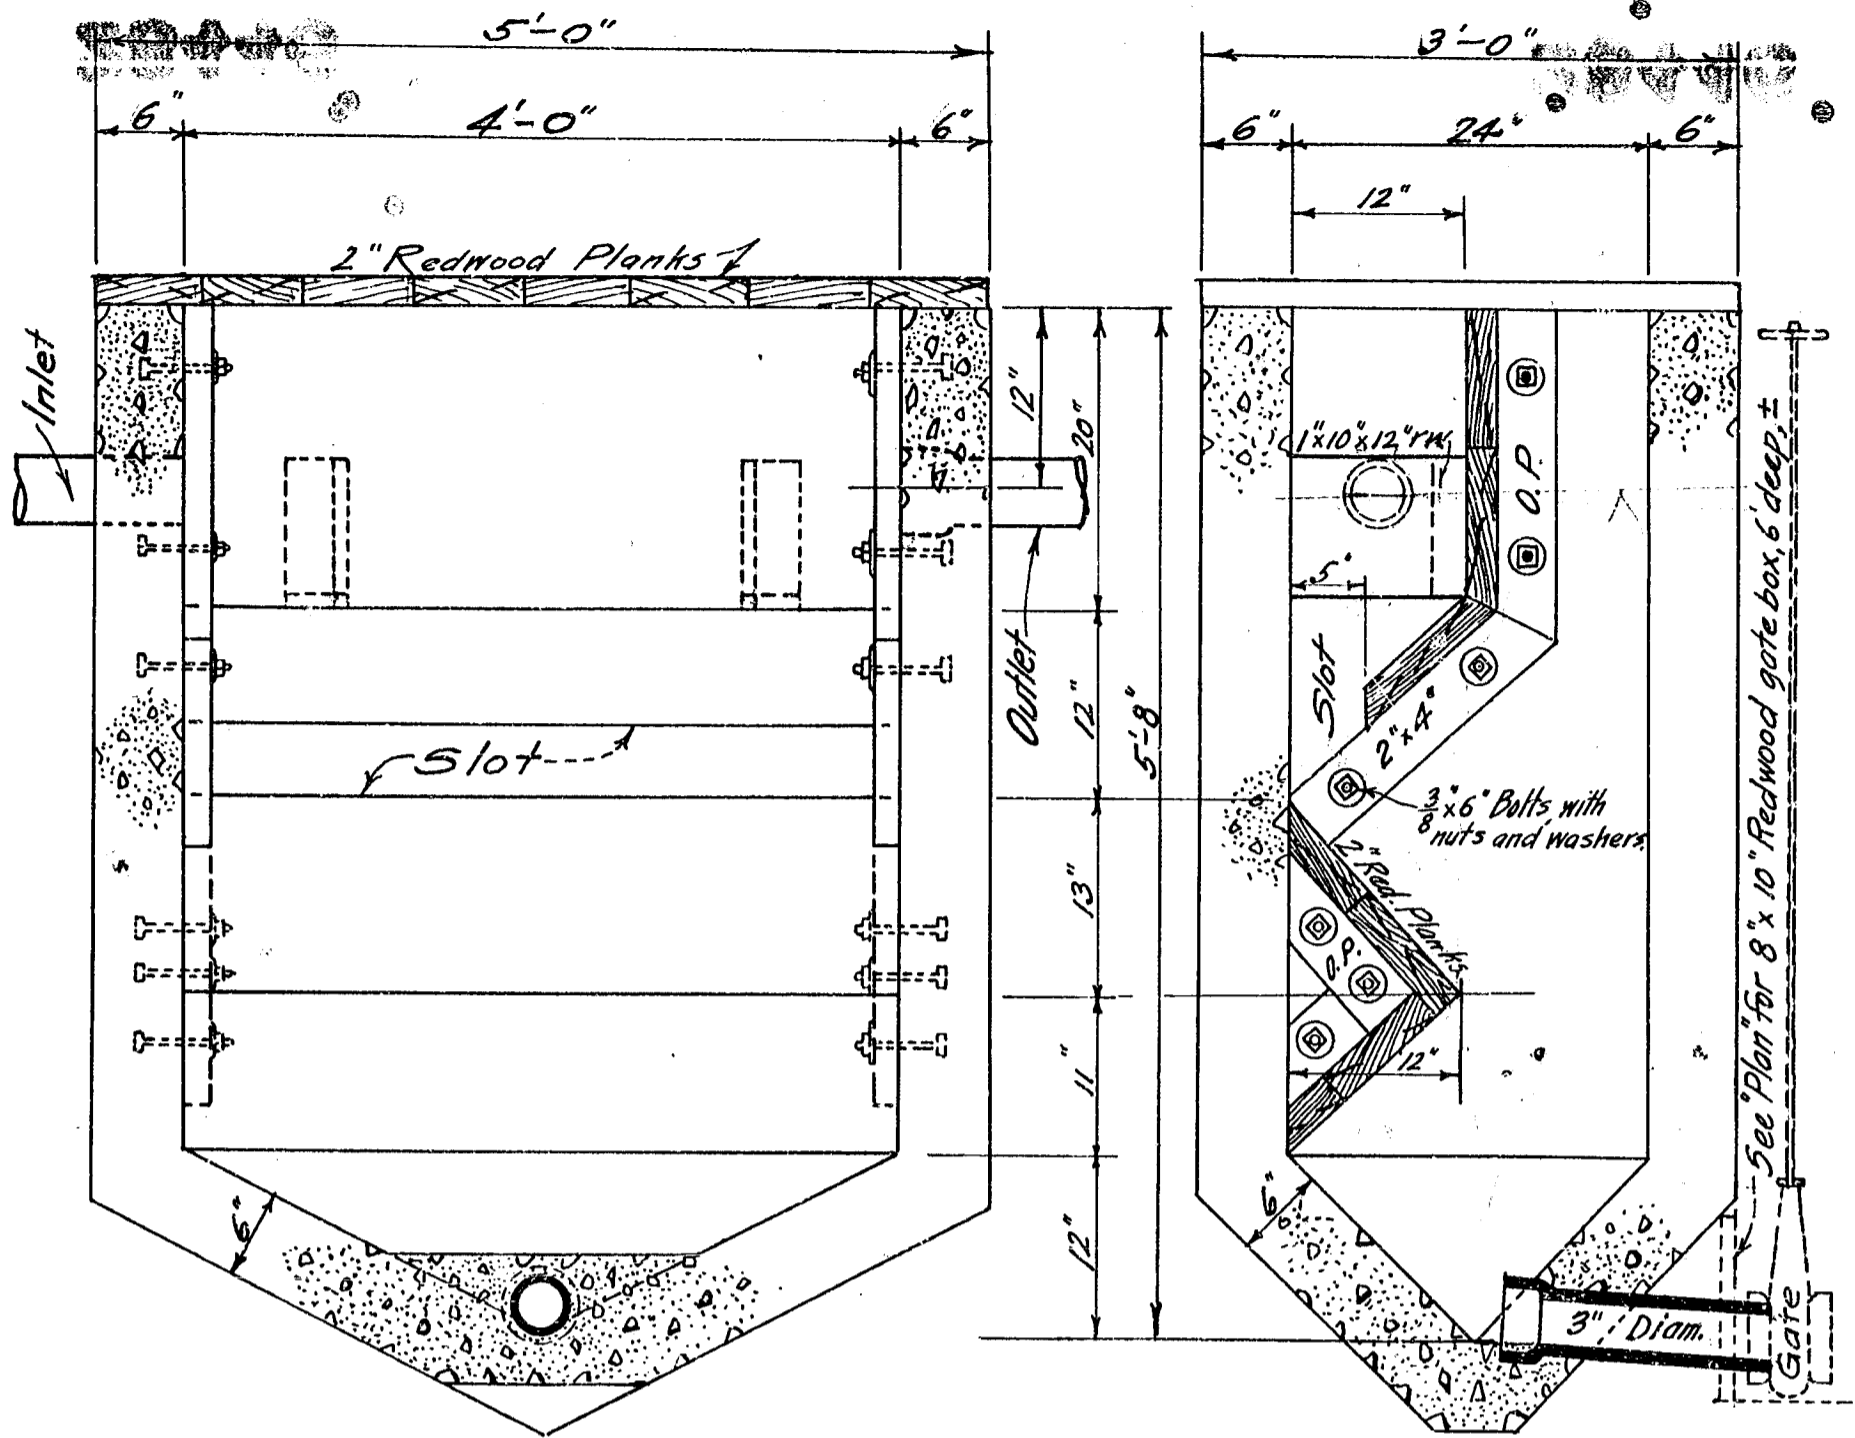 5'-0"
6"
4'-0"
6"
2" Redwood Planks
Inlet
12"
20"
Outlet
12"
Slot
5'-8"
13"
11"
12"
6"
3'-0"
6"
24"
6"
12"
1"x10"x12" rw.
O.P.
5"
Slot
2"x4"
3/8"x6" Bolts with
nuts and washers.
2" Red. Planks.
O.P.
12"
6"
3" Diam.
Gate
See "Plan" for 8"x10" Redwood gate box, 6' deep, ±